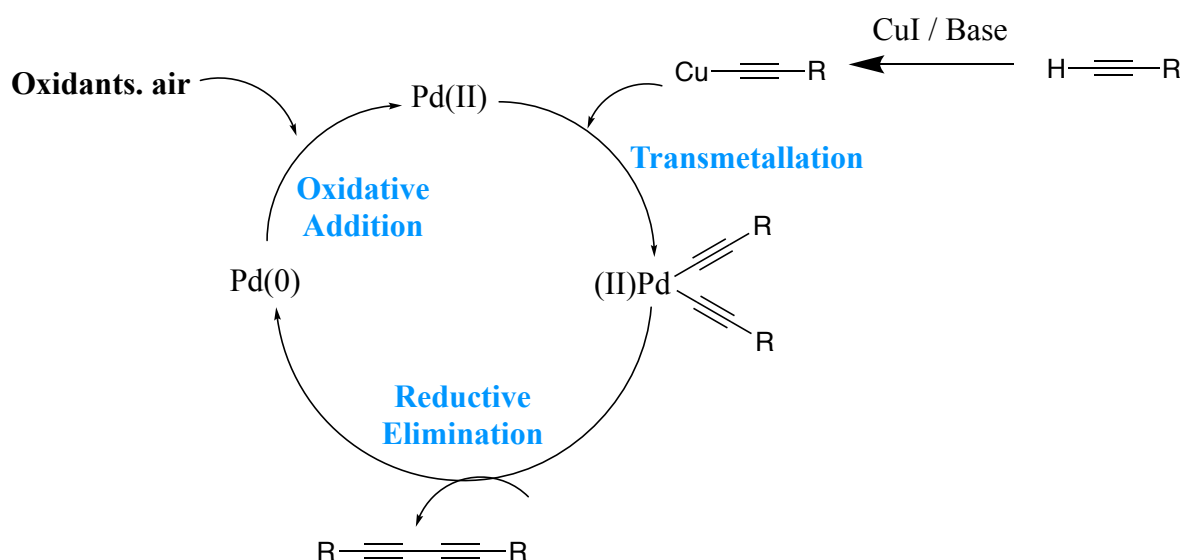 CuI / Base
Cu R H R
Oxidants. air
Pd(II)
Transmetallation
Oxidative
Addition
R
Pd(0)
(II)Pd
R
Reductive
Elimination
R R